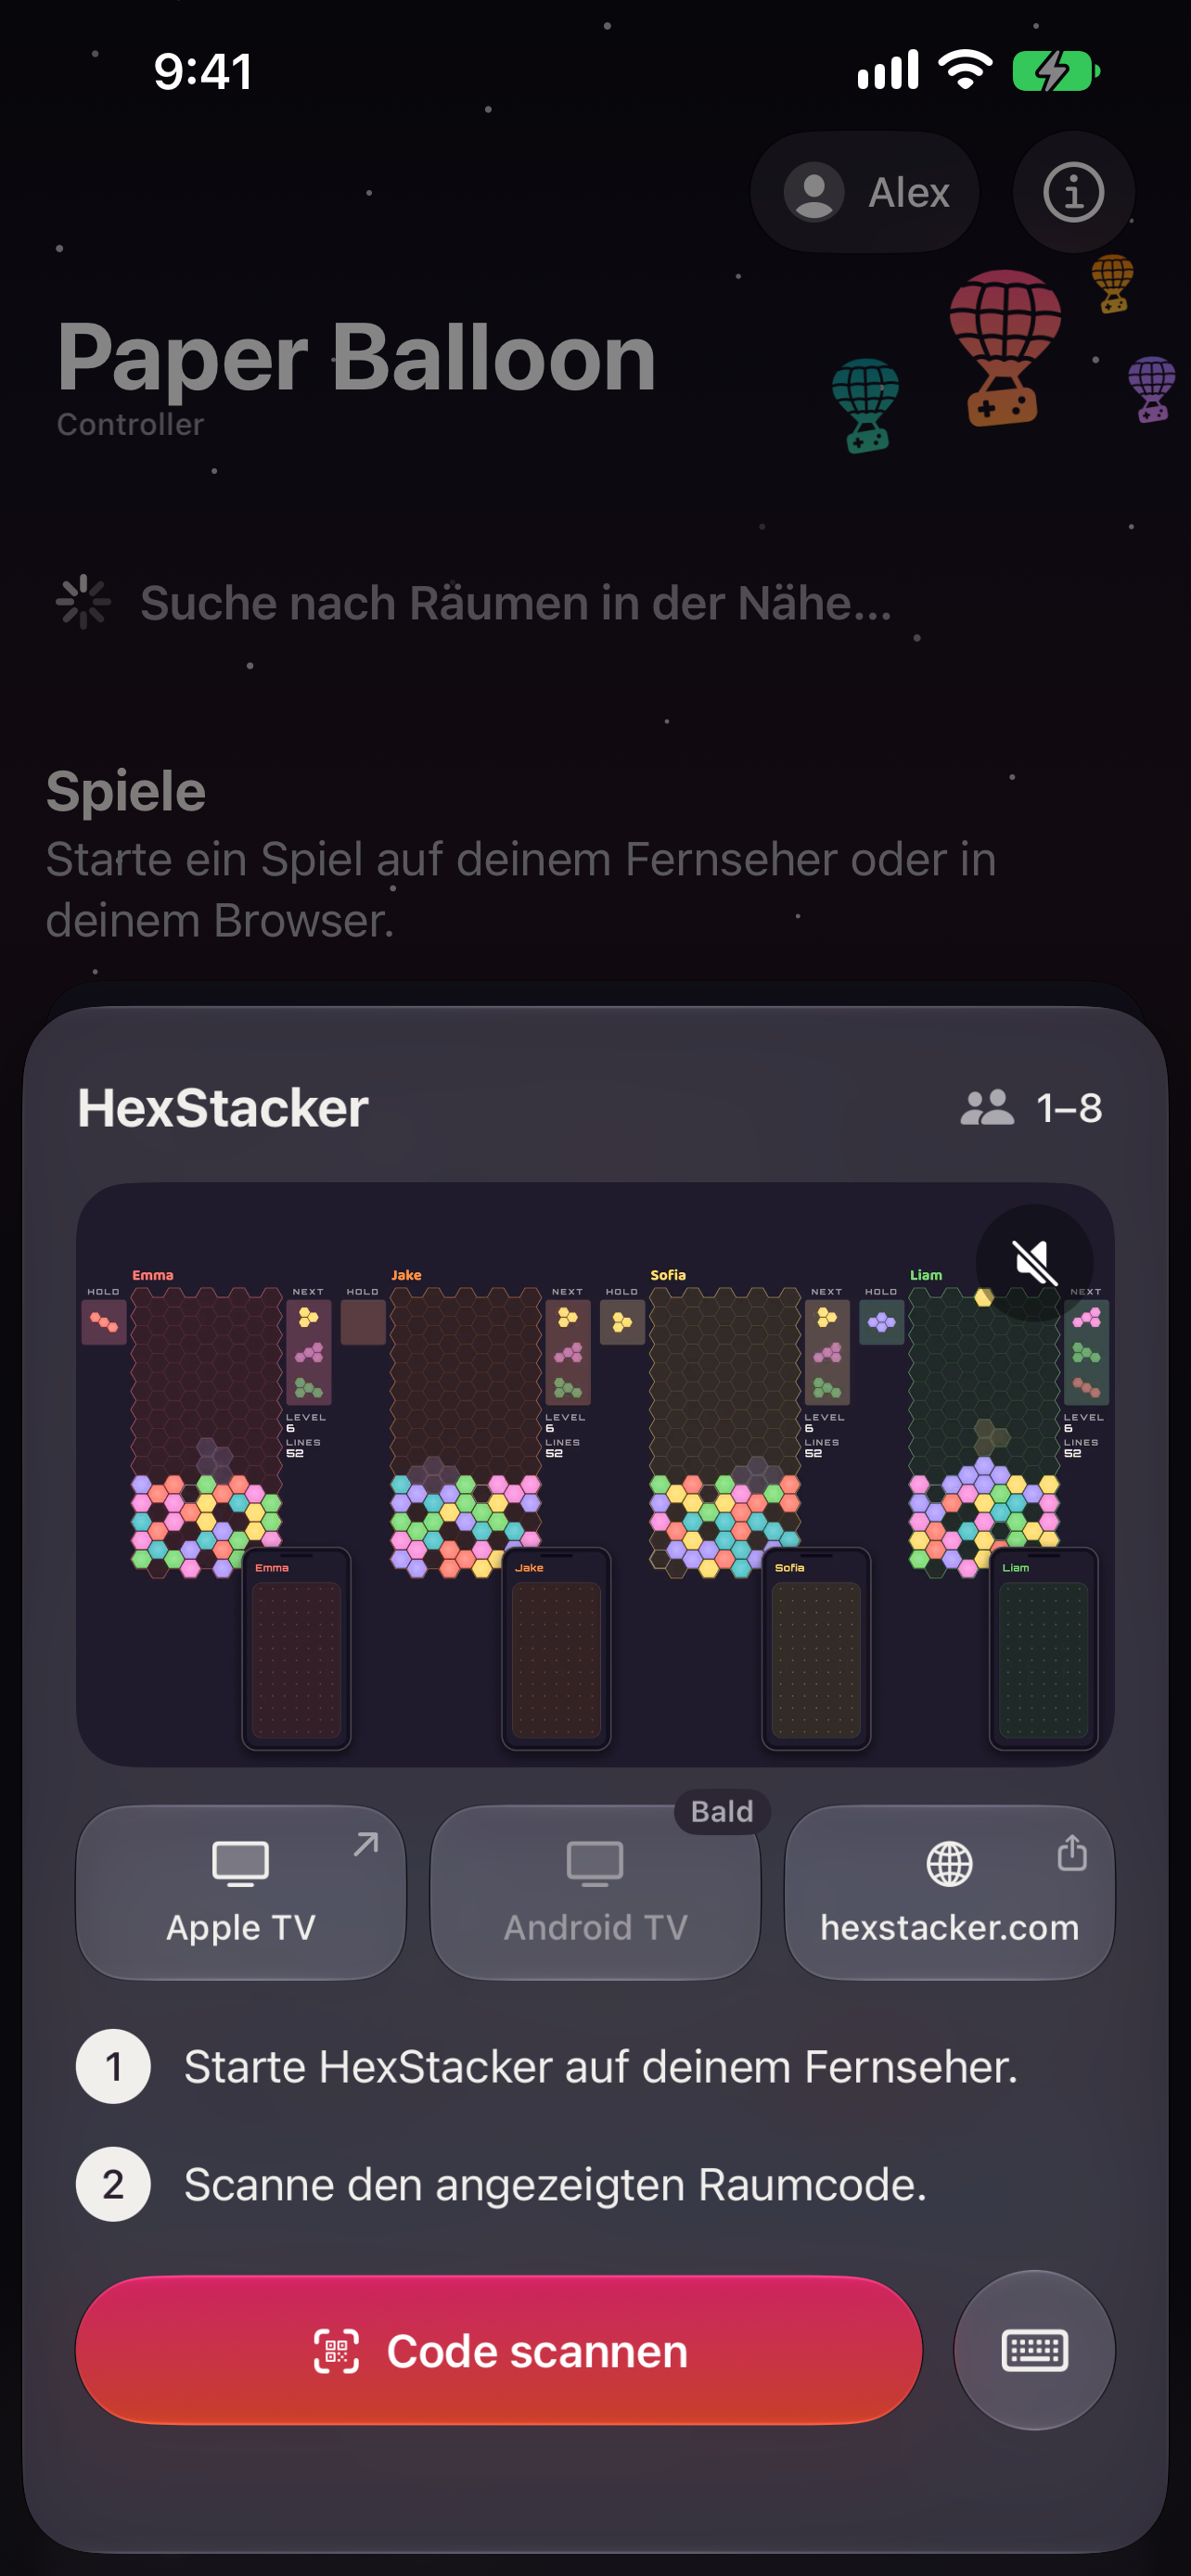 9:41
Alex
Paper Balloon
Controller
Suche nach Räumen in der Nähe...
Spiele
Starte ein Spiel auf deinem Fernseher oder in
deinem Browser.
HexStacker
1–8
Emma
Jake
Sofia
Liam
HOLD
NEXT
HOLD
NEXT
HOLD
NEXT
HOLD
NEXT
LEVEL
6
LINES
52
LEVEL
6
LINES
52
LEVEL
6
LINES
52
LEVEL
6
LINES
52
Emma
Jake
Sofia
Liam
Bald
Apple TV
Android TV
hexstacker.com
1
Starte HexStacker auf deinem Fernseher.
2
Scanne den angezeigten Raumcode.
Code scannen